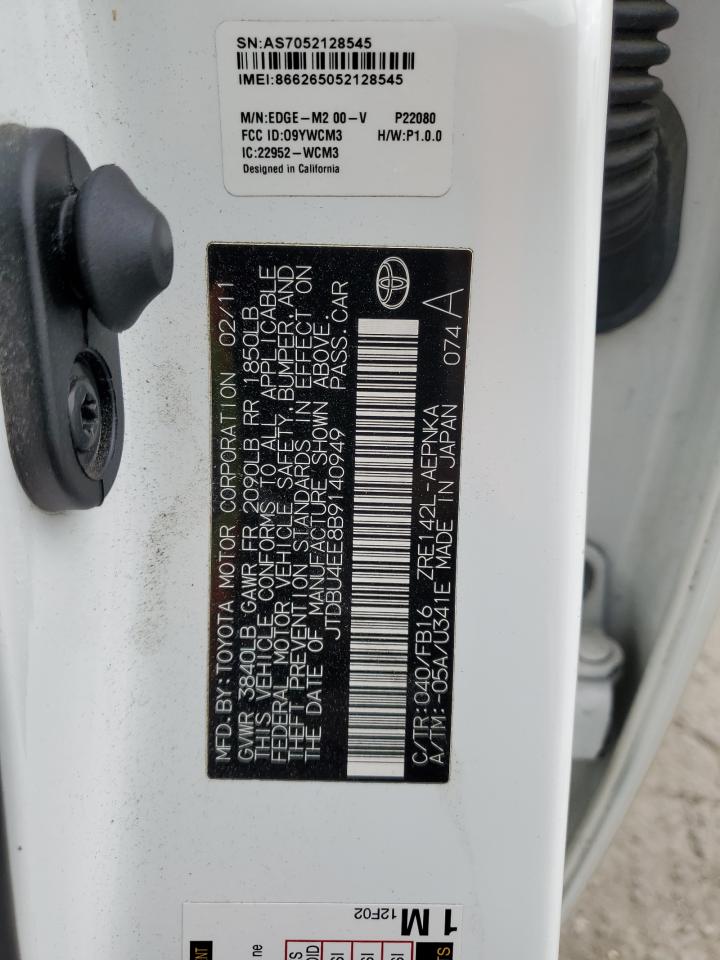 SN:AS7052128545
IMEI:866265052128545
M/N:EDGE-M2 00-V P22080
FCC ID:O9YWCM3 H/W:P1.0.0
IC:22952-WCM3
Designed in California
MFD.BY:TOYOTA MOTOR CORPORATION 02/11
GVWR 3840LB GAWR FR 2090LB RR 1850LB
THIS VEHICLE CONFORMS TO ALL APPLICABLE
FEDERAL MOTOR VEHICLE SAFETY,BUMPER,AND
THEFT PREVENTION STANDARDS IN EFFECT ON
THE DATE OF MANUFACTURE SHOWN ABOVE
JTDBU4EE8B9140949 PASS.CAR
C/TR:040/FB16 ZRE142L-AEPNKA 074 A
A/TM:-05A/U341E MADE IN JAPAN
1 M
12F02